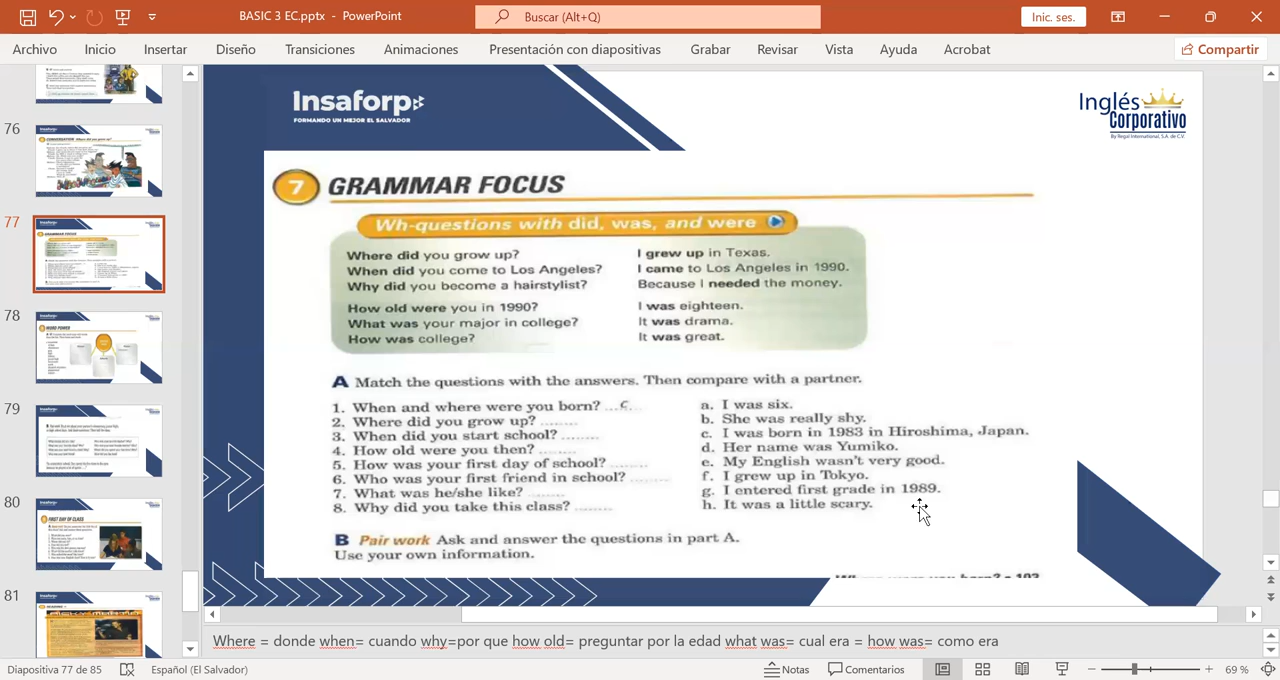 BASIC 3 EC.pptx - PowerPoint
Buscar (Alt+Q)
Inic. ses.
Archivo Inicio Insertar Diseño Transiciones Animaciones Presentación con diapositivas Grabar Revisar Vista Ayuda Acrobat
Compartir
76
77
78
79
80
81
Insaforp
FORMANDO UN MEJOR EL SALVADOR
Inglés
Corporativo
By Regal International, S.A. de C.V.
7 GRAMMAR FOCUS
Wh-questions with did, was, and were
Where did you grow up? I grew up in Texas.
When did you come to Los Angeles? I came to Los Angeles in 1990.
Why did you become a hairstylist? Because I needed the money.
How old were you in 1990? I was eighteen.
What was your major in college? It was drama.
How was college? It was great.
A Match the questions with the answers. Then compare with a partner.
1. When and where were you born? ...c...
2. Where did you grow up? ........
3. When did you start school? ........
4. How old were you then? ........
5. How was your first day of school? ........
6. Who was your first friend in school? ........
7. What was he/she like? ........
8. Why did you take this class? ........
a. I was six.
b. She was really shy.
c. I was born in 1983 in Hiroshima, Japan.
d. Her name was Yumiko.
e. My English wasn't very good.
f. I grew up in Tokyo.
g. I entered first grade in 1989.
h. It was a little scary.
B Pair work Ask and answer the questions in part A.
Use your own information.
Where = donde when= cuando why=por que how old= preguntar por la edad what was= cual era = how was= como era
Diapositiva 77 de 85
Español (El Salvador)
Notas
Comentarios
69 %